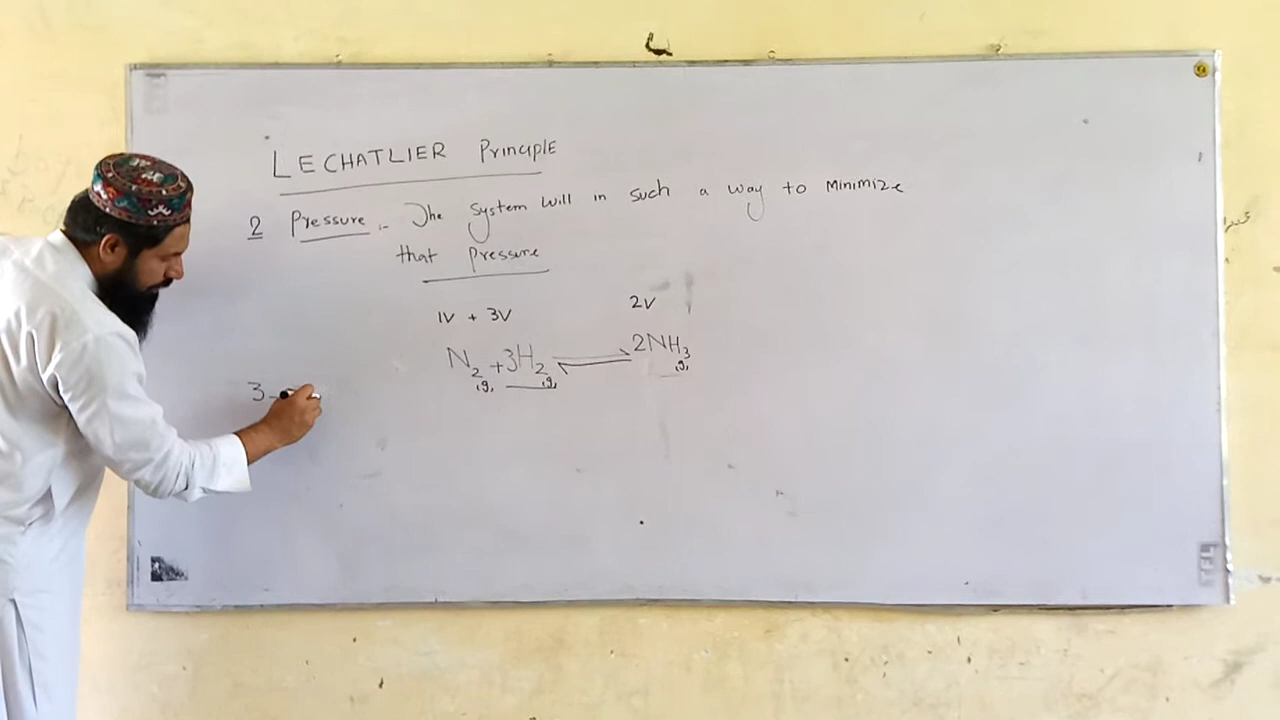 LECHATLIER Principle
2 Pressure :- The system will in such a way to minimize
that pressure
1V + 3V 2V
N2(g) + 3H2(g) ⇌ 2NH3(g)
3-